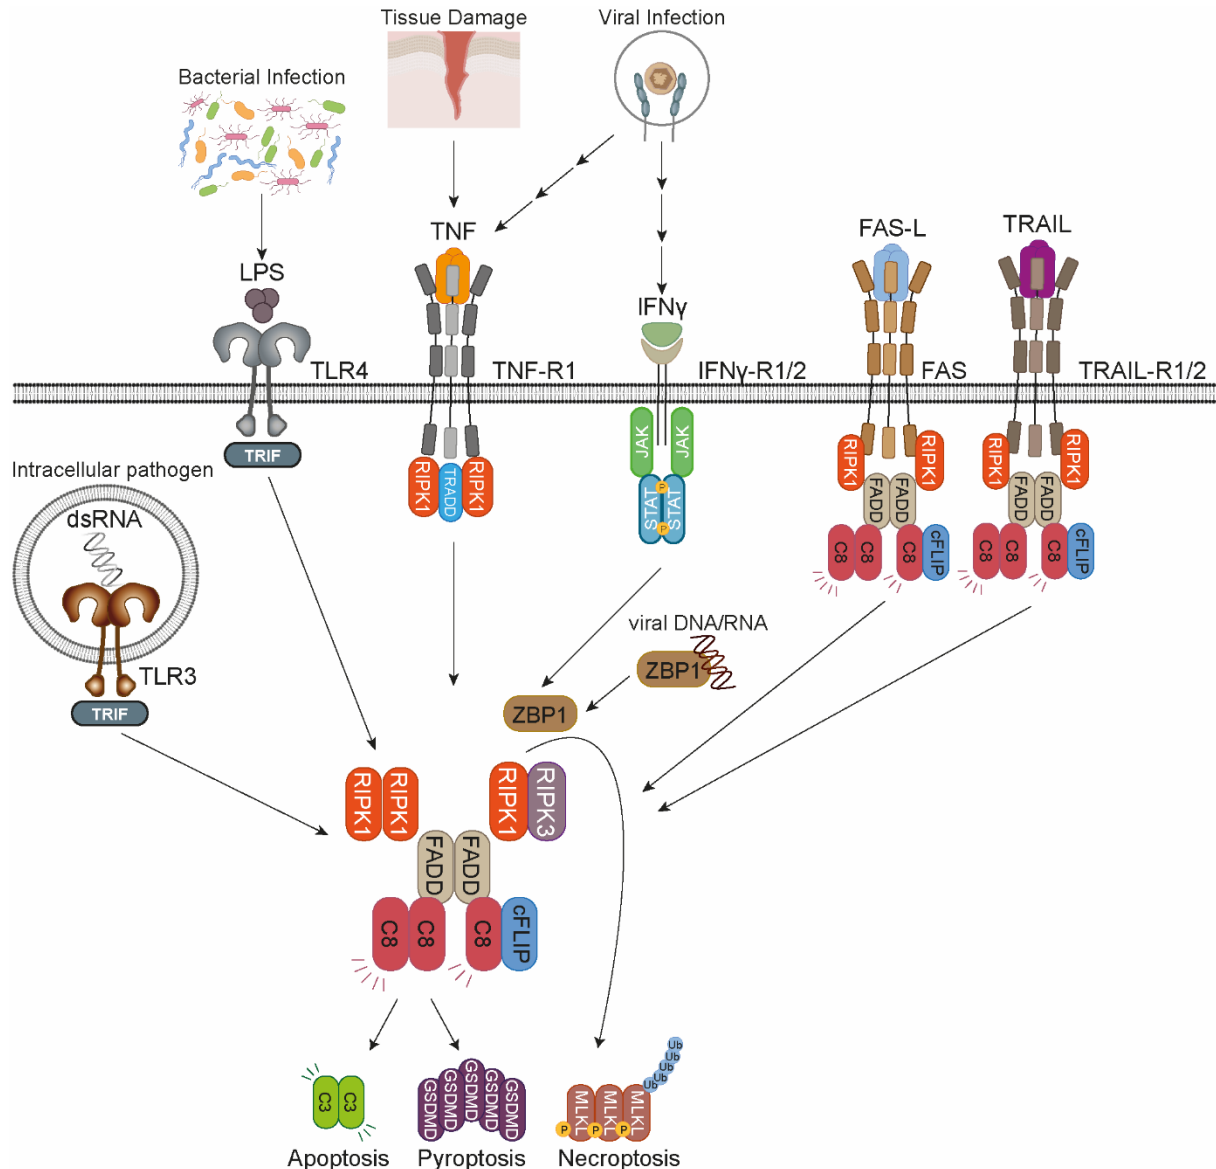 Tissue Damage
Viral Infection
Bacterial Infection
TNF
FAS-L
TRAIL
LPS
IFNγ
TLR4
TNF-R1
IFNγ-R1/2
FAS
TRAIL-R1/2
TRIF
RIPK1
TRADD
RIPK1
JAK
JAK
STAT
STAT
P
P
RIPK1
RIPK1
FADD
FADD
C8
C8
C8
cFLIP
RIPK1
RIPK1
FADD
FADD
C8
C8
C8
cFLIP
Intracellular pathogen
dsRNA
TLR3
TRIF
viral DNA/RNA
ZBP1
ZBP1
RIPK1
RIPK1
RIPK1
RIPK3
FADD
FADD
C8
C8
C8
cFLIP
C3
C3
GSDMD
GSDMD
GSDMD
GSDMD
GSDMD
MLKL
MLKL
MLKL
P
P
P
Ub
Ub
Ub
Ub
Ub
Apoptosis
Pyroptosis
Necroptosis